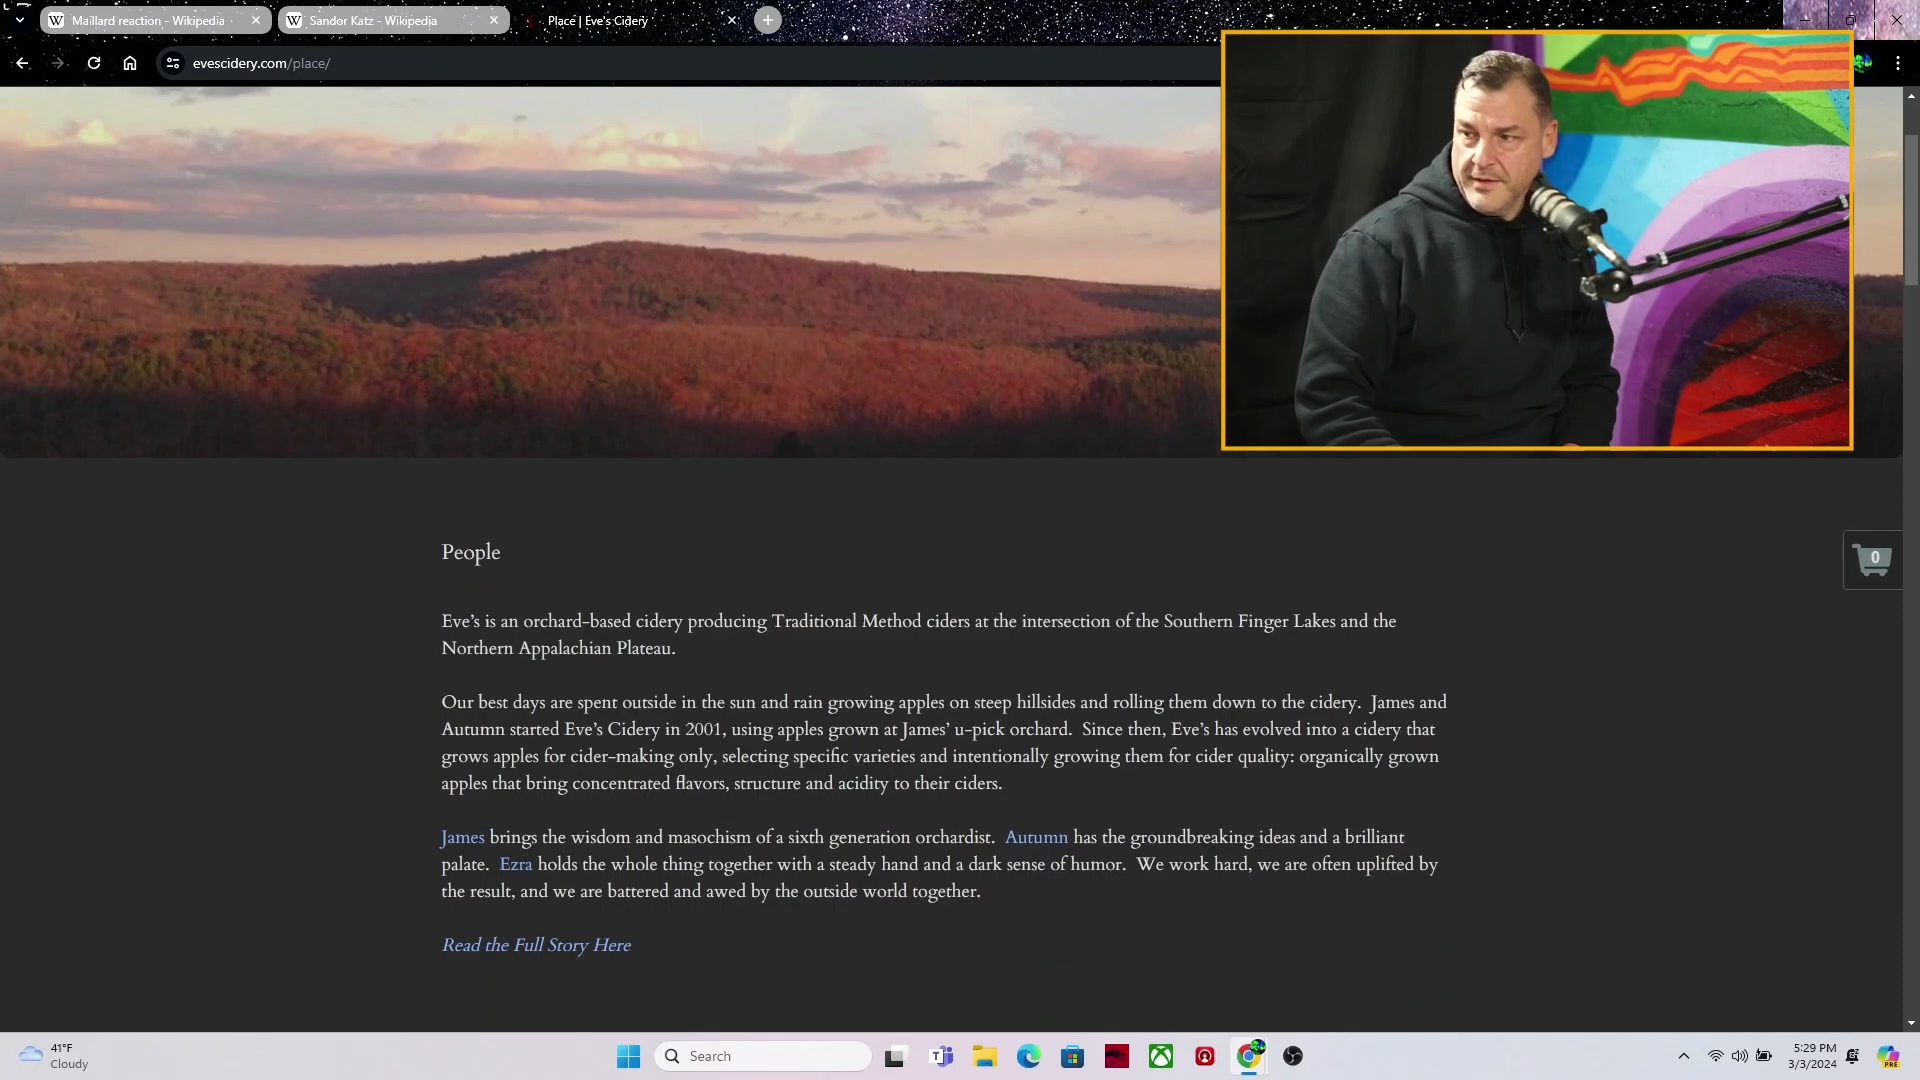 Maillard reaction - Wikipedia
Sandor Katz - Wikipedia
Place | Eve's Cidery
evescidery.com/place/
0
People
Eve's is an orchard-based cidery producing Traditional Method ciders at the intersection of the Southern Finger Lakes and the
Northern Appalachian Plateau.
Our best days are spent outside in the sun and rain growing apples on steep hillsides and rolling them down to the cidery. James and
Autumn started Eve's Cidery in 2001, using apples grown at James' u-pick orchard. Since then, Eve's has evolved into a cidery that
grows apples for cider-making only, selecting specific varieties and intentionally growing them for cider quality: organically grown
apples that bring concentrated flavors, structure and acidity to their ciders.
James brings the wisdom and masochism of a sixth generation orchardist. Autumn has the groundbreaking ideas and a brilliant
palate. Ezra holds the whole thing together with a steady hand and a dark sense of humor. We work hard, we are often uplifted by
the result, and we are battered and awed by the outside world together.
Read the Full Story Here
41°F
Cloudy
Search
5:29 PM
3/3/2024
PRE